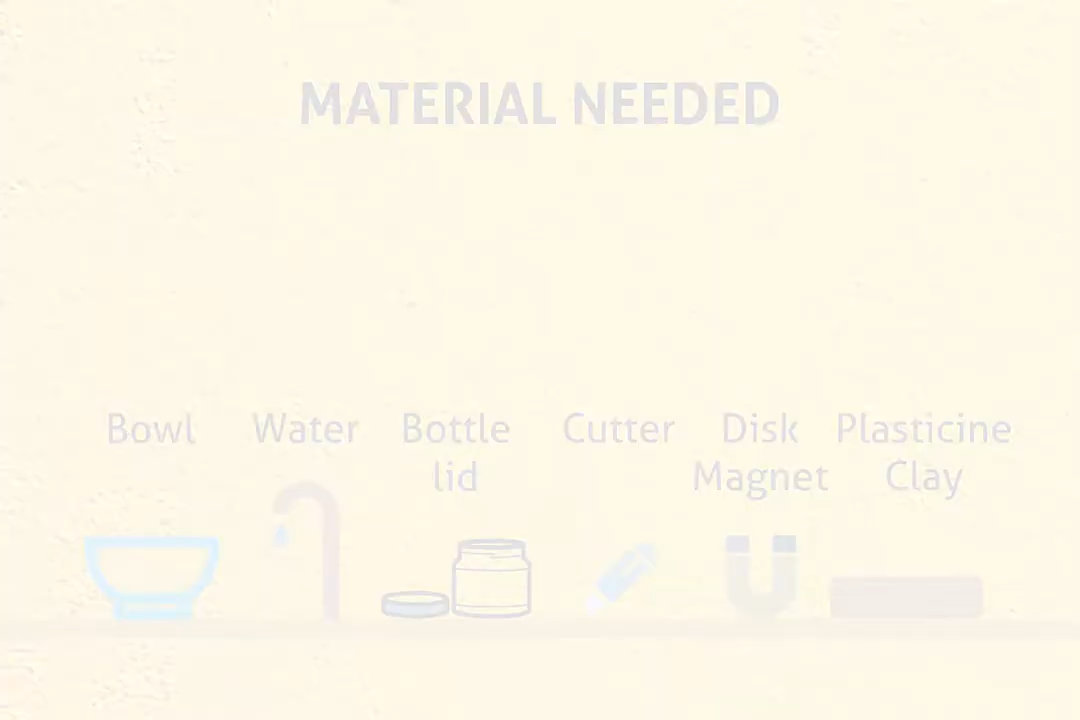 MATERIAL NEEDED
Bowl
Water
Bottle
lid
Cutter
Disk
Magnet
Plasticine
Clay